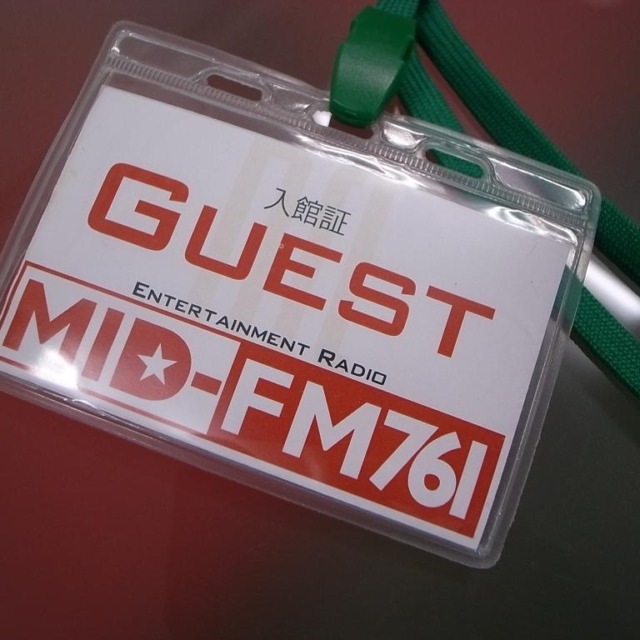 入館証
GUEST
ENTERTAINMENT RADIO
MID-FM761